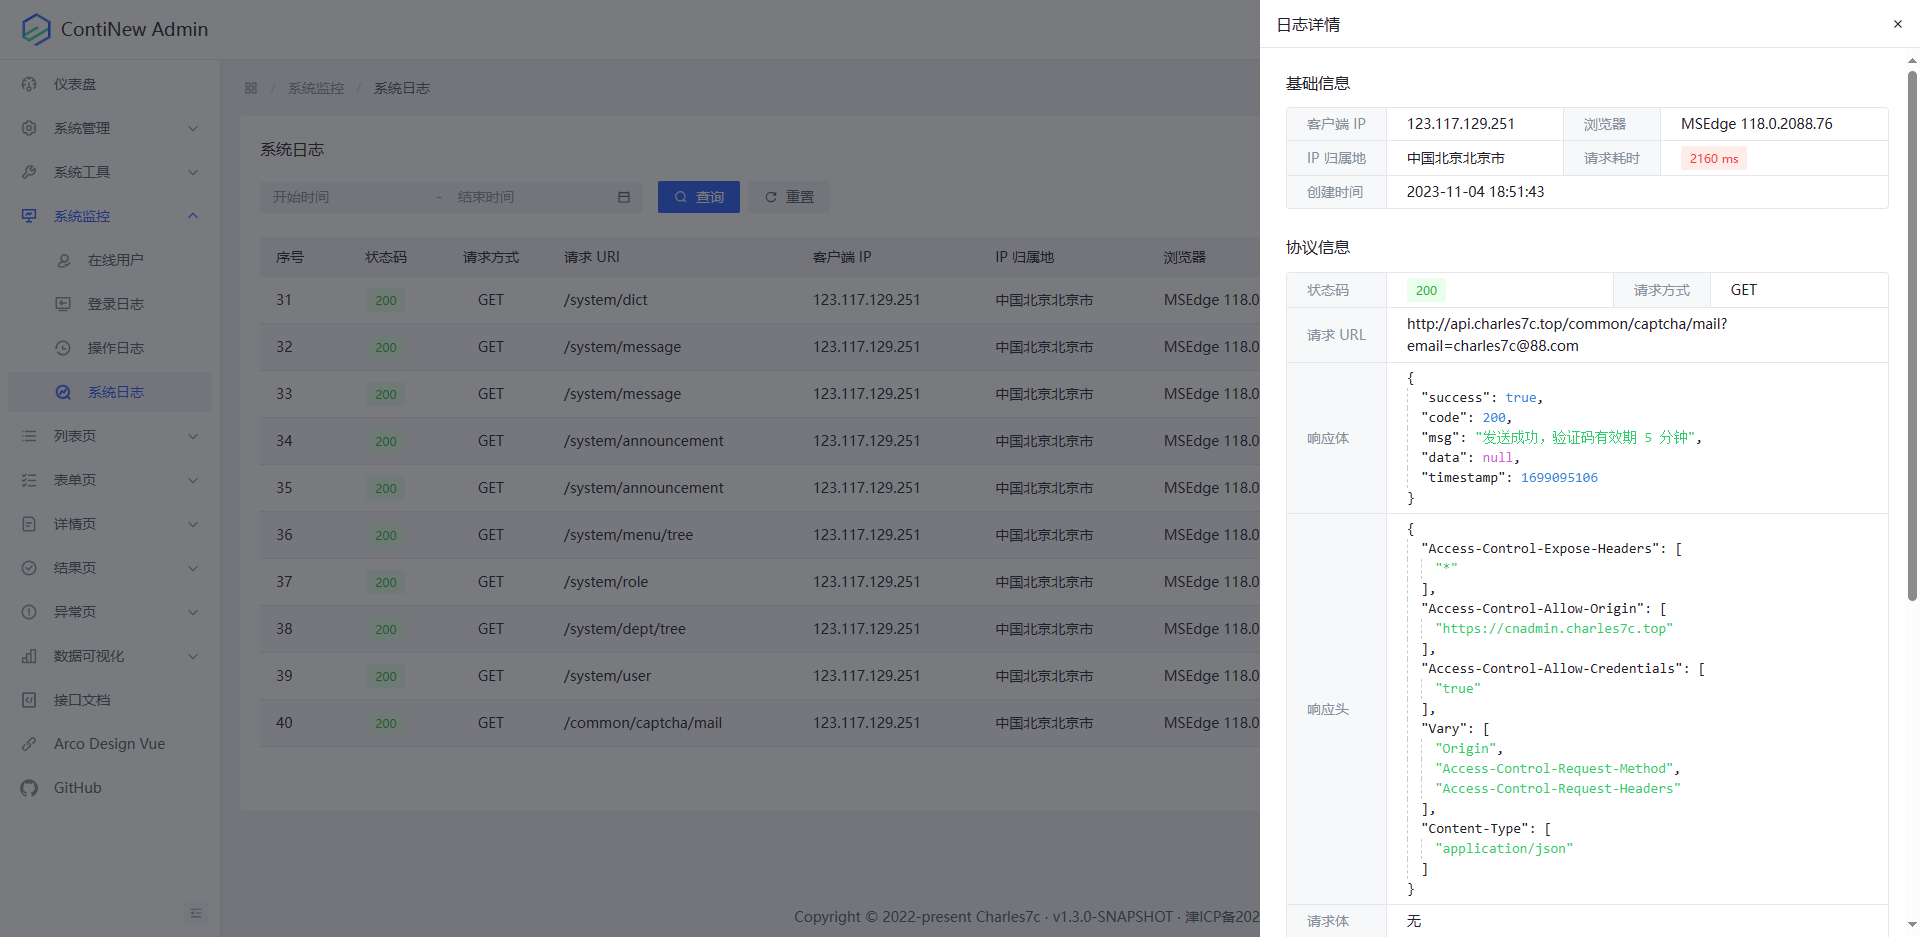 ContiNew Admin
仪表盘
系统管理
系统工具
系统监控
在线用户
登录日志
操作日志
系统日志
列表页
表单页
详情页
结果页
异常页
数据可视化
接口文档
Arco Design Vue
GitHub
/ 系统监控 / 系统日志
系统日志
开始时间 - 结束时间 查询 重置
序号 状态码 请求方式 请求 URI 客户端 IP IP 归属地 浏览器
31 200 GET /system/dict 123.117.129.251 中国北京北京市 MSEdge 118.0
32 200 GET /system/message 123.117.129.251 中国北京北京市 MSEdge 118.0
33 200 GET /system/message 123.117.129.251 中国北京北京市 MSEdge 118.0
34 200 GET /system/announcement 123.117.129.251 中国北京北京市 MSEdge 118.0
35 200 GET /system/announcement 123.117.129.251 中国北京北京市 MSEdge 118.0
36 200 GET /system/menu/tree 123.117.129.251 中国北京北京市 MSEdge 118.0
37 200 GET /system/role 123.117.129.251 中国北京北京市 MSEdge 118.0
38 200 GET /system/dept/tree 123.117.129.251 中国北京北京市 MSEdge 118.0
39 200 GET /system/user 123.117.129.251 中国北京北京市 MSEdge 118.0
40 200 GET /common/captcha/mail 123.117.129.251 中国北京北京市 MSEdge 118.0
Copyright © 2022-present Charles7c · v1.3.0-SNAPSHOT · 津ICP备202
日志详情
基础信息
客户端 IP 123.117.129.251 浏览器 MSEdge 118.0.2088.76
IP 归属地 中国北京北京市 请求耗时 2160 ms
创建时间 2023-11-04 18:51:43
协议信息
状态码 200 请求方式 GET
请求 URL http://api.charles7c.top/common/captcha/mail?
email=charles7c@88.com
响应体
{
"success": true,
"code": 200,
"msg": "发送成功，验证码有效期 5 分钟",
"data": null,
"timestamp": 1699095106
}
响应头
{
"Access-Control-Expose-Headers": [
"*"
],
"Access-Control-Allow-Origin": [
"https://cnadmin.charles7c.top"
],
"Access-Control-Allow-Credentials": [
"true"
],
"Vary": [
"Origin",
"Access-Control-Request-Method",
"Access-Control-Request-Headers"
],
"Content-Type": [
"application/json"
]
}
请求体 无